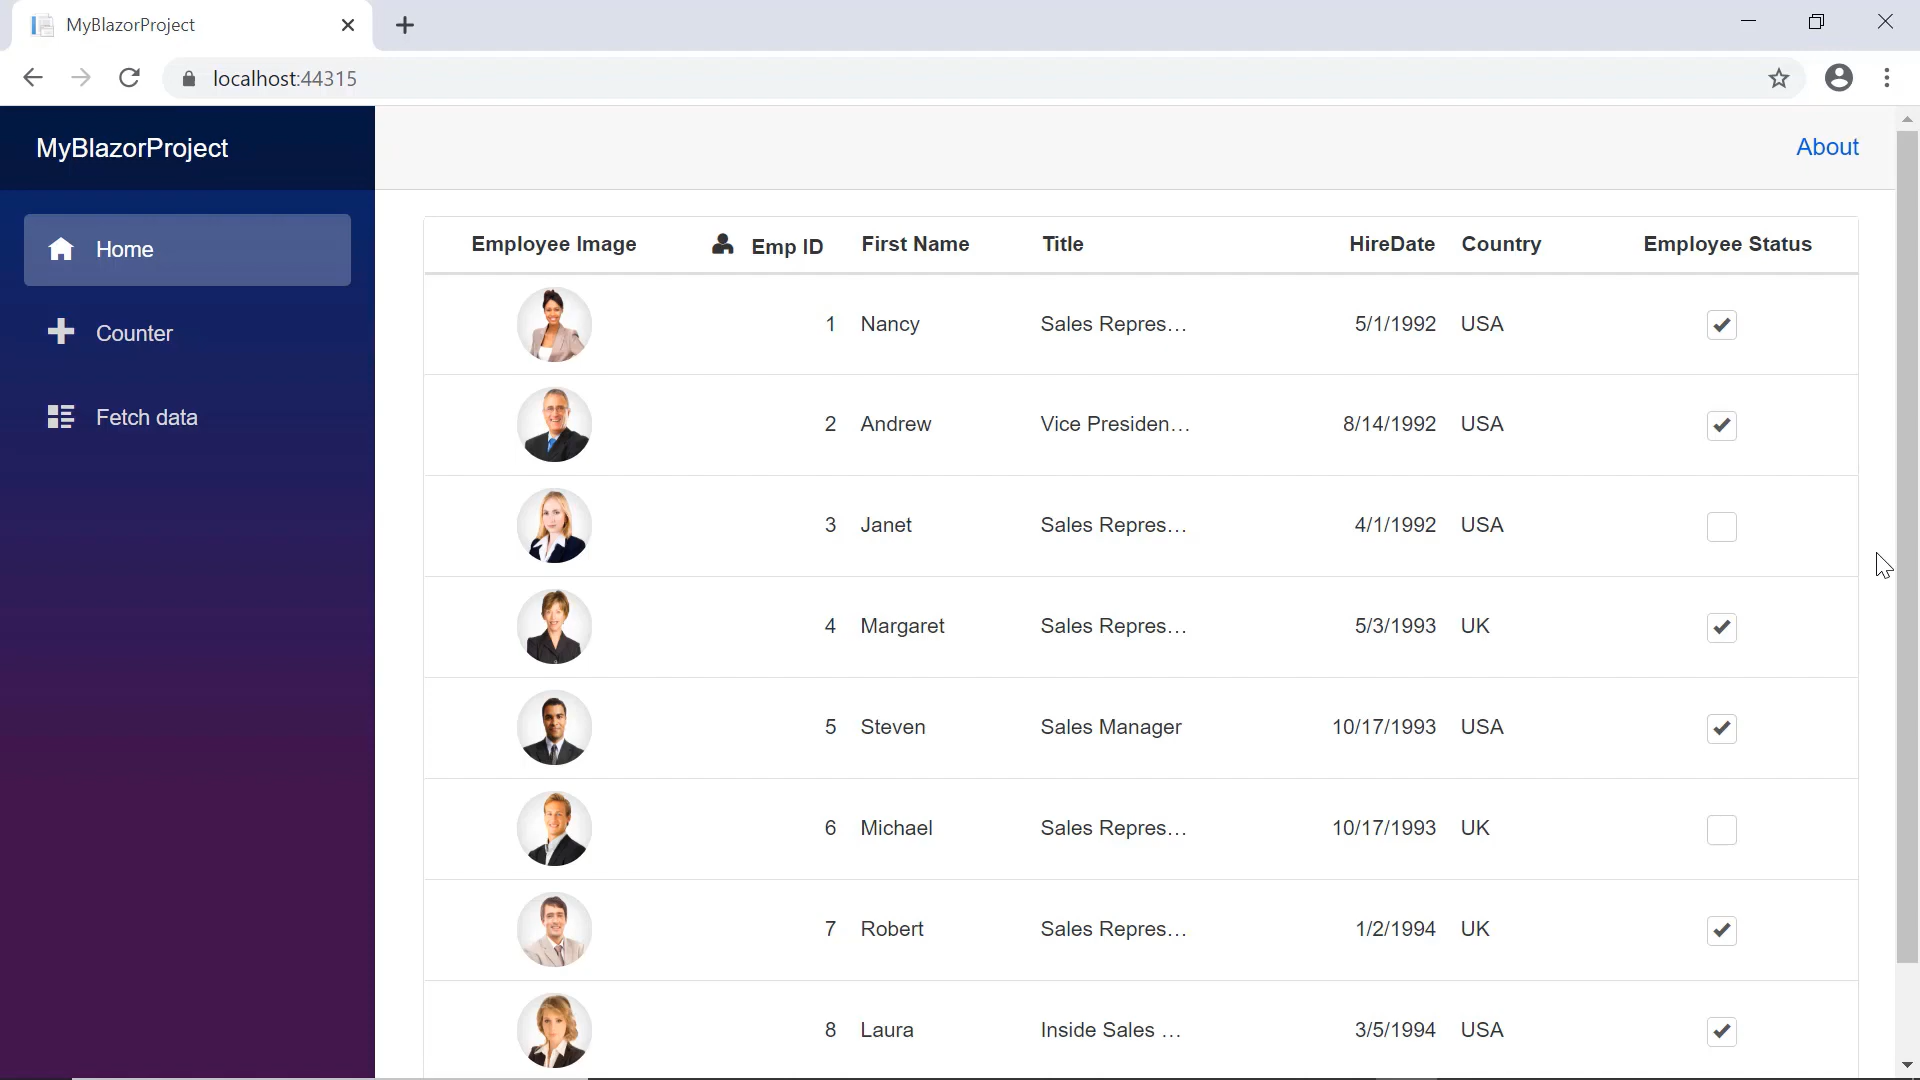 MyBlazorProject
localhost:44315
MyBlazorProject
About
Home
Counter
Fetch data
Employee Image Emp ID First Name Title HireDate Country Employee Status
1 Nancy Sales Repres... 5/1/1992 USA
2 Andrew Vice Presiden... 8/14/1992 USA
3 Janet Sales Repres... 4/1/1992 USA
4 Margaret Sales Repres... 5/3/1993 UK
5 Steven Sales Manager 10/17/1993 USA
6 Michael Sales Repres... 10/17/1993 UK
7 Robert Sales Repres... 1/2/1994 UK
8 Laura Inside Sales ... 3/5/1994 USA